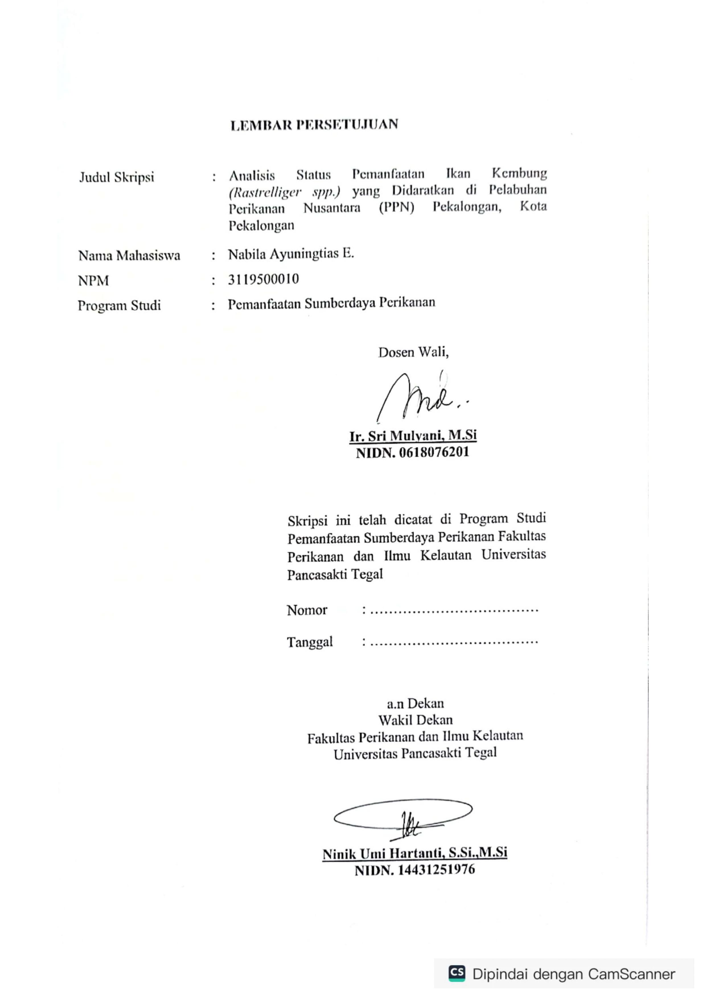 LEMBAR PERSETUJUAN
Judul Skripsi : Analisis Status Pemanfaatan Ikan Kembung
(Rastrelliger spp.) yang Didaratkan di Pelabuhan
Perikanan Nusantara (PPN) Pekalongan, Kota
Pekalongan
Nama Mahasiswa : Nabila Ayuningtias E.
NPM : 3119500010
Program Studi : Pemanfaatan Sumberdaya Perikanan
Dosen Wali,
Ir. Sri Mulyani, M.Si
NIDN. 0618076201
Skripsi ini telah dicatat di Program Studi
Pemanfaatan Sumberdaya Perikanan Fakultas
Perikanan dan Ilmu Kelautan Universitas
Pancasakti Tegal
Nomor : ....................................
Tanggal : ....................................
a.n Dekan
Wakil Dekan
Fakultas Perikanan dan Ilmu Kelautan
Universitas Pancasakti Tegal
Ninik Umi Hartanti, S.Si.,M.Si
NIDN. 14431251976
CS Dipindai dengan CamScanner